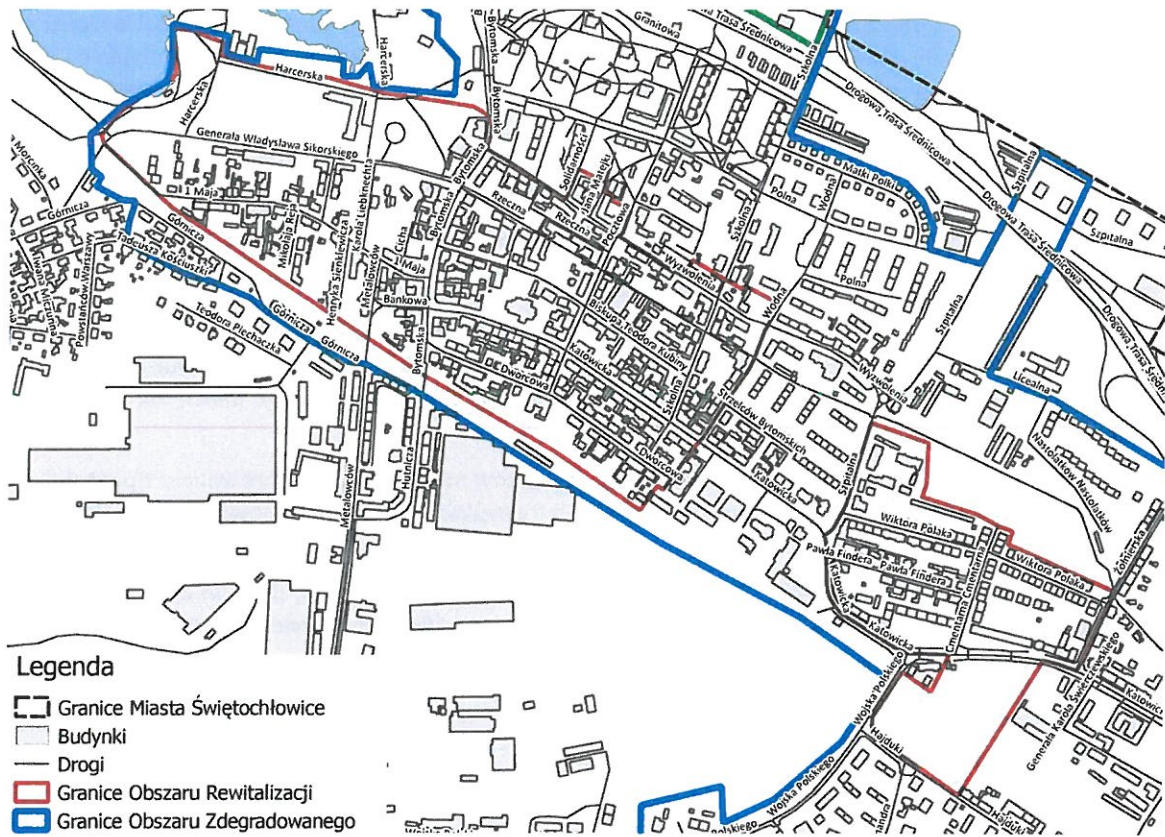 Granitowa
Drogowa Trasa Średnicowa
Szkolna
Bytomska
Harcerska
Harcerska
Harcerska
Bytomska
Drogowa Trasa Średnicowa
Szpitalna
Morcinka
Generała Władysława Sikorskiego
Solidarności
Jana Matejki
Matki Polki
Polna
Wodna
Szpitalna
Drogowa Trasa Średnicowa
Górnicza
1 Maja
Mikołaja Reja
Karola Liebknechta
Bytomska
Rzeczna
Rzeczna
Pocztowa
Szkolna
Wyzwolenia
Polna
Wodna
Górnicza
Tadeusza Kościuszki
Powstańców Warszawy
Henryka Sienkiewicza
Metalowców
Cicha
Bytomska
1 Maja
Bankowa
Szpitalna
Drogowa Trasa Średnicowa
Teodora Piechaczka
Górnicza
Górnicza
Bytomska
Dworcowa
Katowicka
Biskupa Teodora Kubiny
Szkolna
Wyzwolenia
Licealna
Strzelców Bytomskich
Nastolatków
Nastolatków
Metalowców
Hutnicza
Dworcowa
Katowicka
Szpitalna
Wiktora Polaka
Żołnierska
Pawła Findera
Pawła Findera
Wiktora Polaka
Cmentarna
Cmentarna
Katowicka
Katowicka
Wojska Polskiego
Generała Karola Świerczewskiego
Katowicka
Hajduki
Wojska Polskiego
Legenda
Granice Miasta Świętochłowice
Budynki
Drogi
Granice Obszaru Rewitalizacji
Granice Obszaru Zdegradowanego